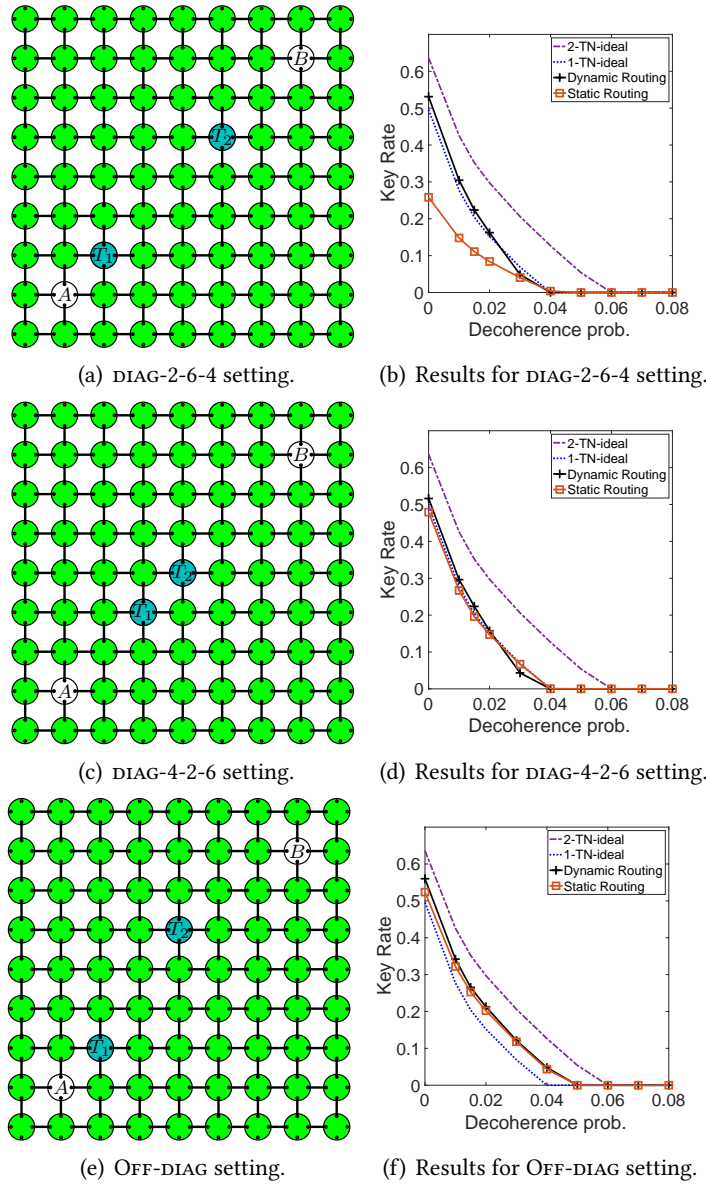 B
T₂
T₁
A
(a) DIAG-2-6-4 setting.
2-TN-ideal
1-TN-ideal
Dynamic Routing
Static Routing
Key Rate
0.6
0.5
0.4
0.3
0.2
0.1
0
0 0.02 0.04 0.06 0.08
Decoherence prob.
(b) Results for DIAG-2-6-4 setting.
B
T₂
T₁
A
(c) DIAG-4-2-6 setting.
2-TN-ideal
1-TN-ideal
Dynamic Routing
Static Routing
Key Rate
0.6
0.5
0.4
0.3
0.2
0.1
0
0 0.02 0.04 0.06 0.08
Decoherence prob.
(d) Results for DIAG-4-2-6 setting.
B
T₂
T₁
A
(e) OFF-DIAG setting.
2-TN-ideal
1-TN-ideal
Dynamic Routing
Static Routing
Key Rate
0.6
0.5
0.4
0.3
0.2
0.1
0
0 0.02 0.04 0.06 0.08
Decoherence prob.
(f) Results for OFF-DIAG setting.